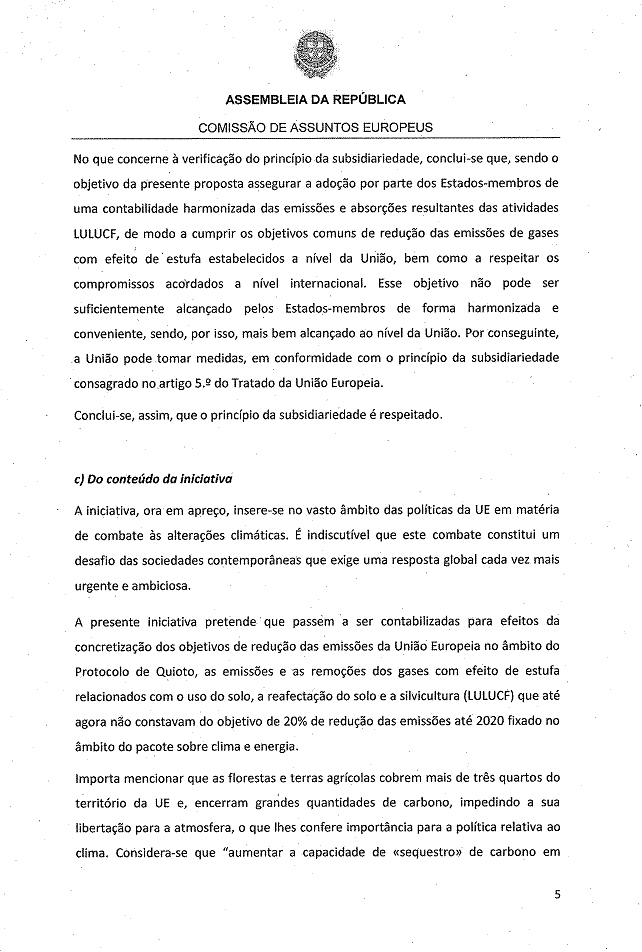 ASSEMBLEIA DA REPÚBLICA
COMISSÃO DE ASSUNTOS EUROPEUS
No que concerne à verificação do princípio da subsidiariedade, conclui-se que, sendo o
objetivo da presente proposta assegurar a adoção por parte dos Estados-membros de
uma contabilidade harmonizada das emissões e absorções resultantes das atividades
LULUCF, de modo a cumprir os objetivos comuns de redução das emissões de gases
com efeito de estufa estabelecidos a nível da União, bem como a respeitar os
compromissos acordados a nível internacional. Esse objetivo não pode ser
suficientemente alcançado pelos Estados-membros de forma harmonizada e
conveniente, sendo, por isso, mais bem alcançado ao nível da União. Por conseguinte,
a União pode tomar medidas, em conformidade com o princípio da subsidiariedade
consagrado no artigo 5.º do Tratado da União Europeia.
Conclui-se, assim, que o princípio da subsidiariedade é respeitado.
c) Do conteúdo da iniciativa
A iniciativa, ora em apreço, insere-se no vasto âmbito das políticas da UE em matéria
de combate às alterações climáticas. É indiscutível que este combate constitui um
desafio das sociedades contemporâneas que exige uma resposta global cada vez mais
urgente e ambiciosa.
A presente iniciativa pretende que passem a ser contabilizadas para efeitos da
concretização dos objetivos de redução das emissões da União Europeia no âmbito do
Protocolo de Quioto, as emissões e as remoções dos gases com efeito de estufa
relacionados com o uso do solo, a reafectação do solo e a silvicultura (LULUCF) que até
agora não constavam do objetivo de 20% de redução das emissões até 2020 fixado no
âmbito do pacote sobre clima e energia.
Importa mencionar que as florestas e terras agrícolas cobrem mais de três quartos do
território da UE e, encerram grandes quantidades de carbono, impedindo a sua
libertação para a atmosfera, o que lhes confere importância para a política relativa ao
clima. Considera-se que "aumentar a capacidade de «sequestro» de carbono em
5